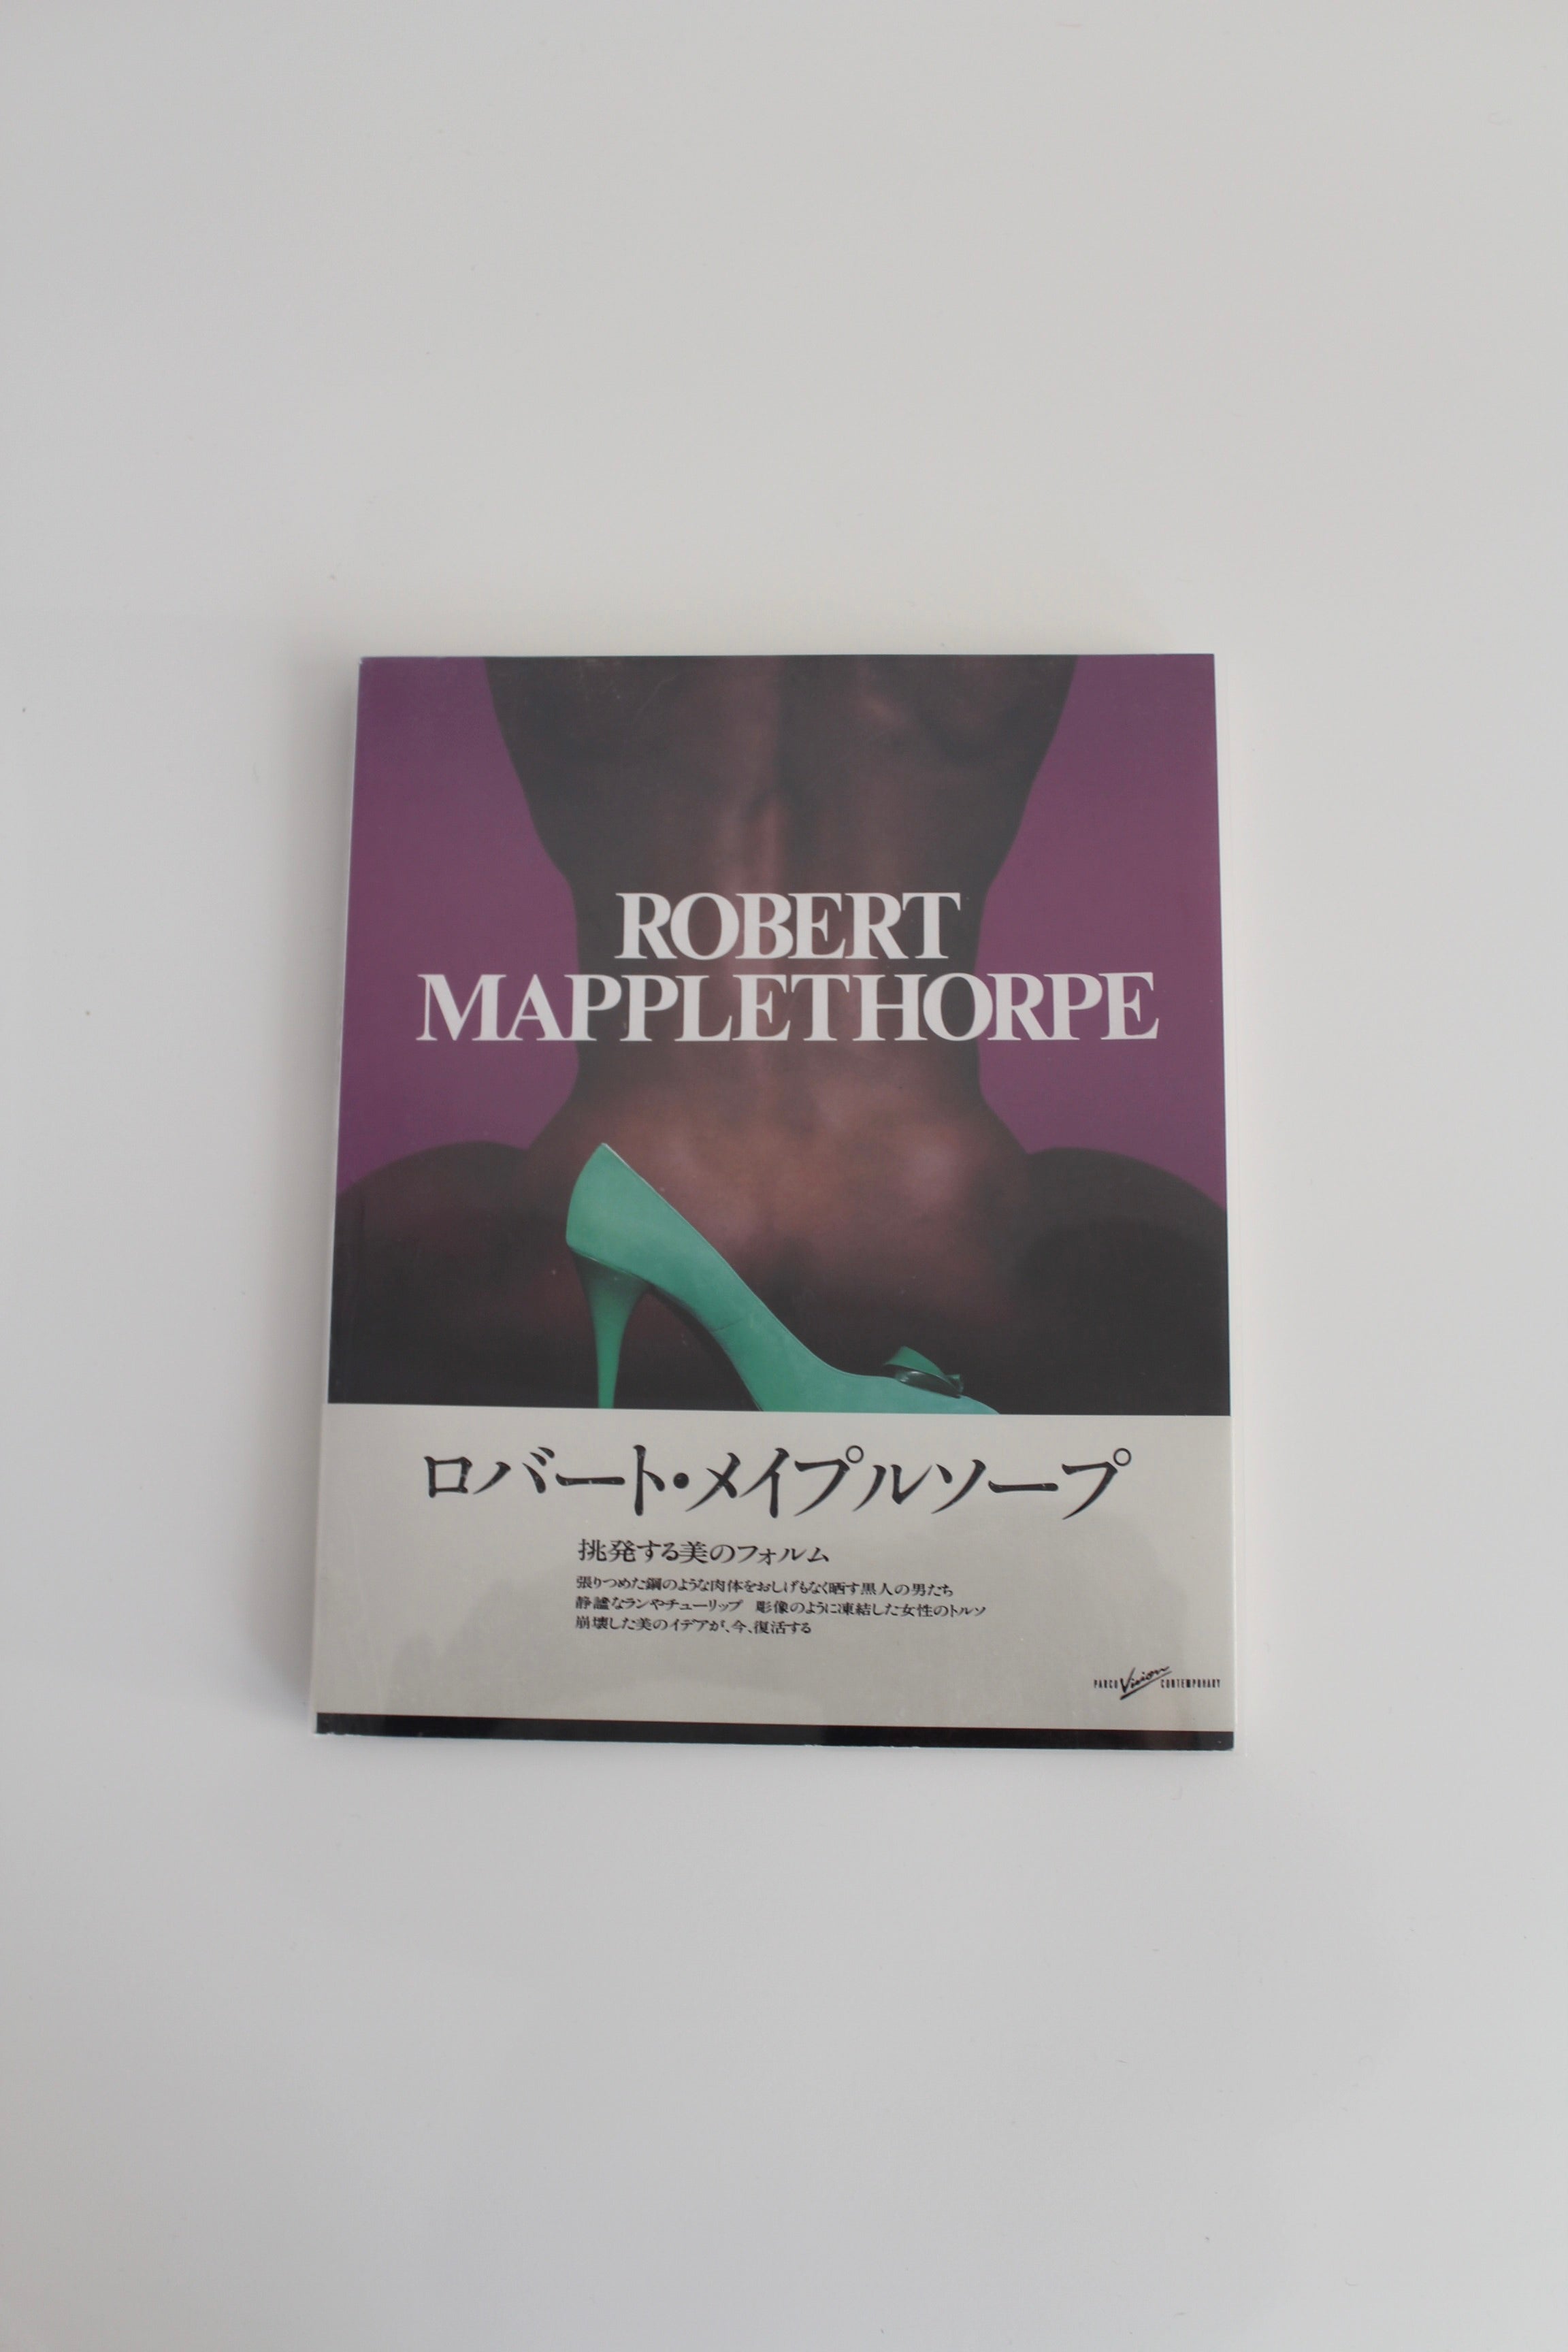 ROBERT
MAPPLETHORPE
ロバート・メイプルソープ
挑発する美のフォルム
張りつめた鋼のような肉体をおしげもなく晒す黒人の男たち
静謐なランやチューリップ　彫像のように凍結した女性のトルソ
崩壊した美のイデアが、今、復活する
PARCO Vision CONTEMPORARY